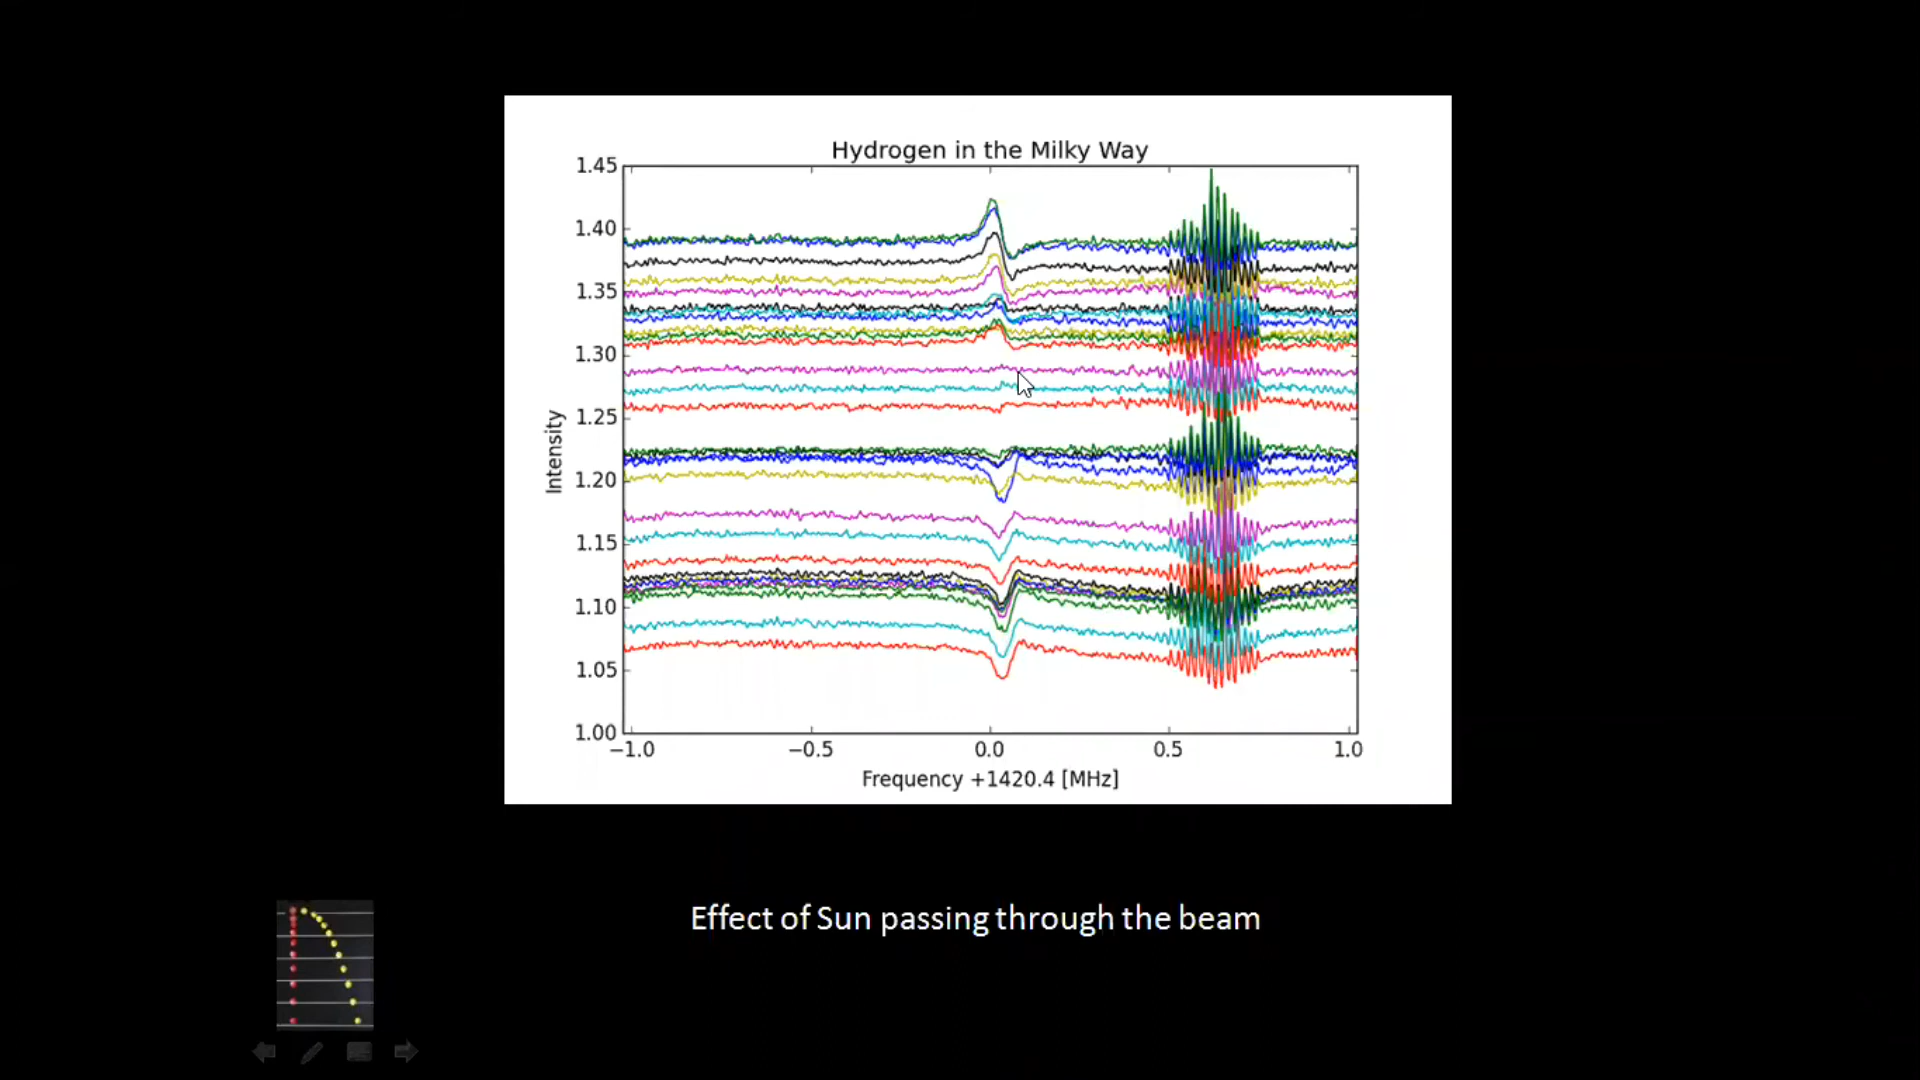 Hydrogen in the Milky Way
1.45
1.40
1.35
1.30
1.25
1.20
1.15
1.10
1.05
1.00
Intensity
−1.0 −0.5 0.0 0.5 1.0
Frequency +1420.4 [MHz]
Effect of Sun passing through the beam